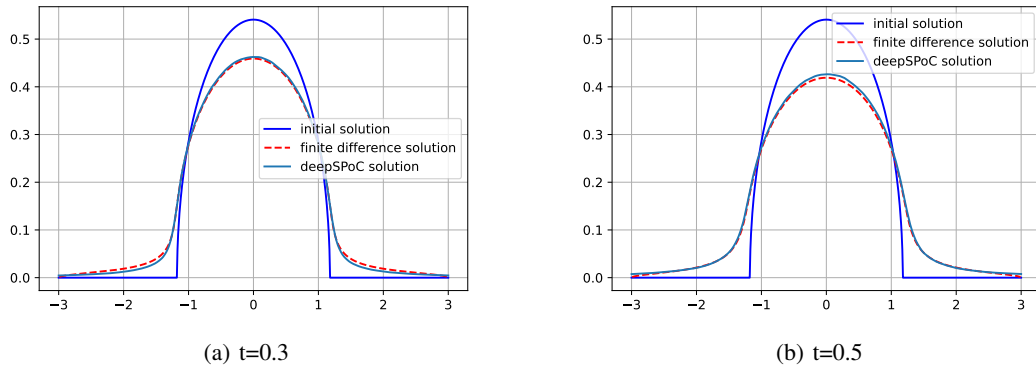 0.5
0.4
0.3
0.2
0.1
0.0
−3 −2 −1 0 1 2 3
initial solution
finite difference solution
deepSPoC solution
(a) t=0.3
0.5
0.4
0.3
0.2
0.1
0.0
−3 −2 −1 0 1 2 3
initial solution
finite difference solution
deepSPoC solution
(b) t=0.5